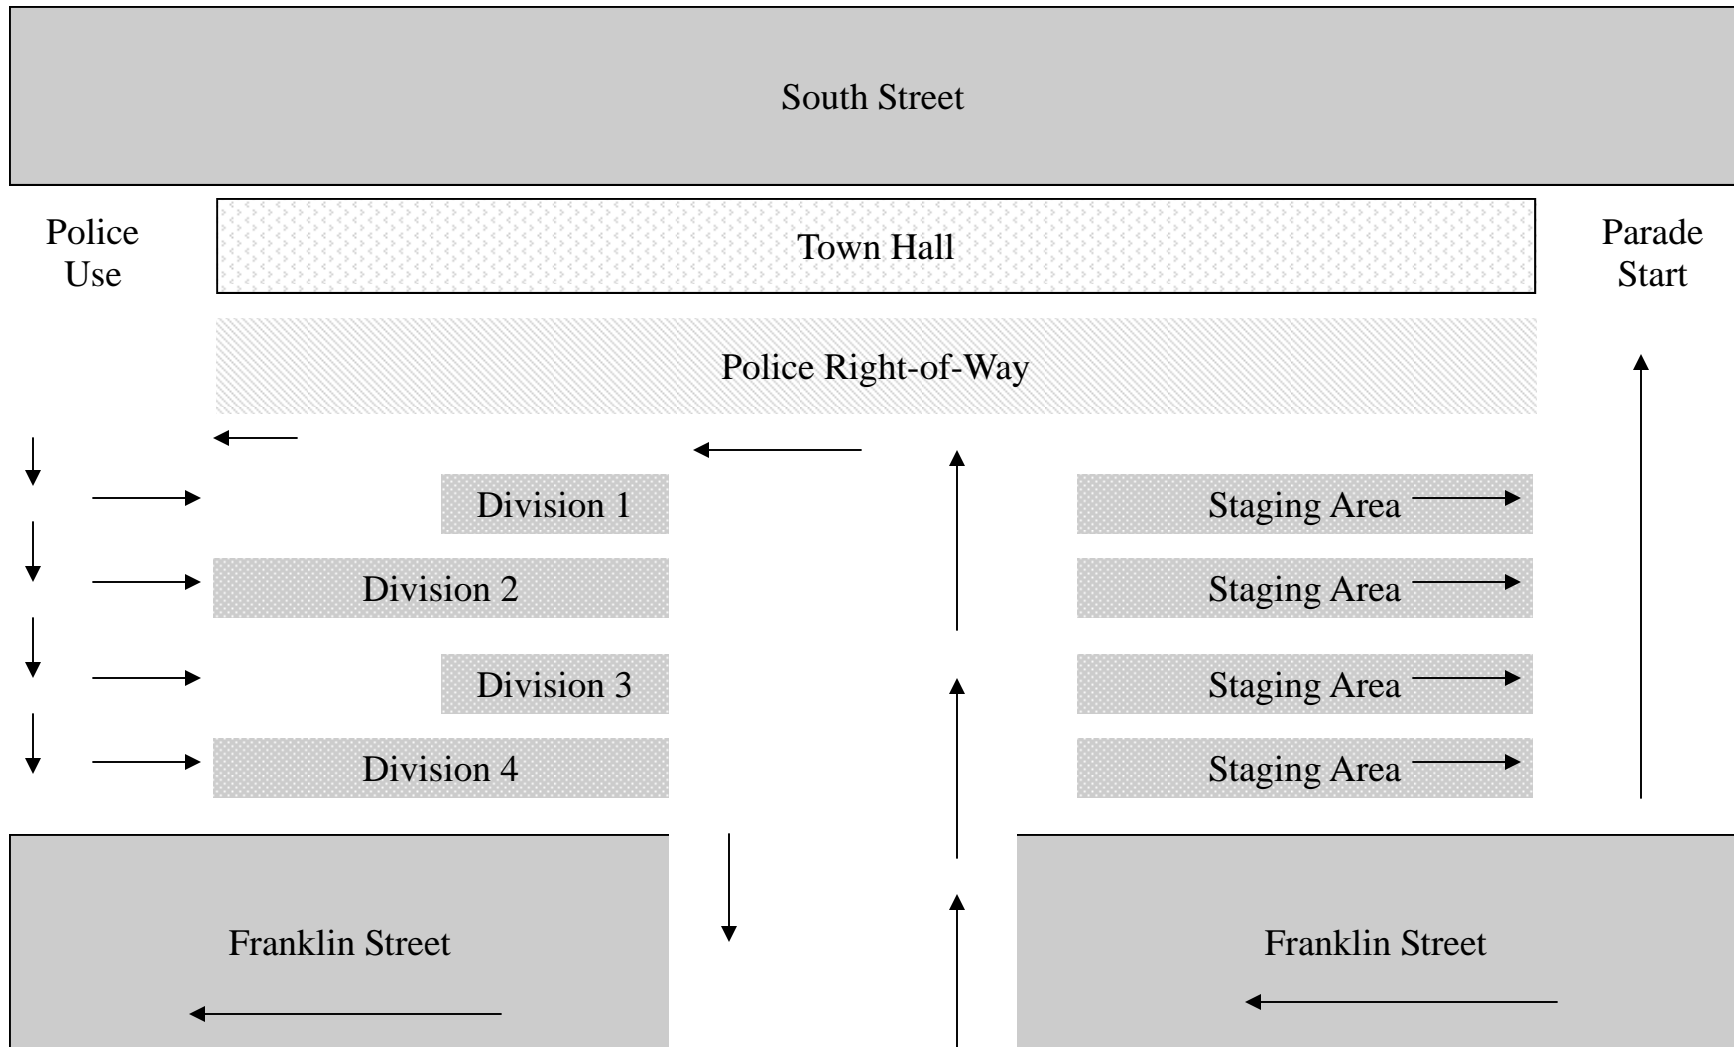 South Street
Police
Use
Town Hall
Parade
Start
Police Right-of-Way
Division 1
Staging Area
Division 2
Staging Area
Division 3
Staging Area
Division 4
Staging Area
Franklin Street
Franklin Street